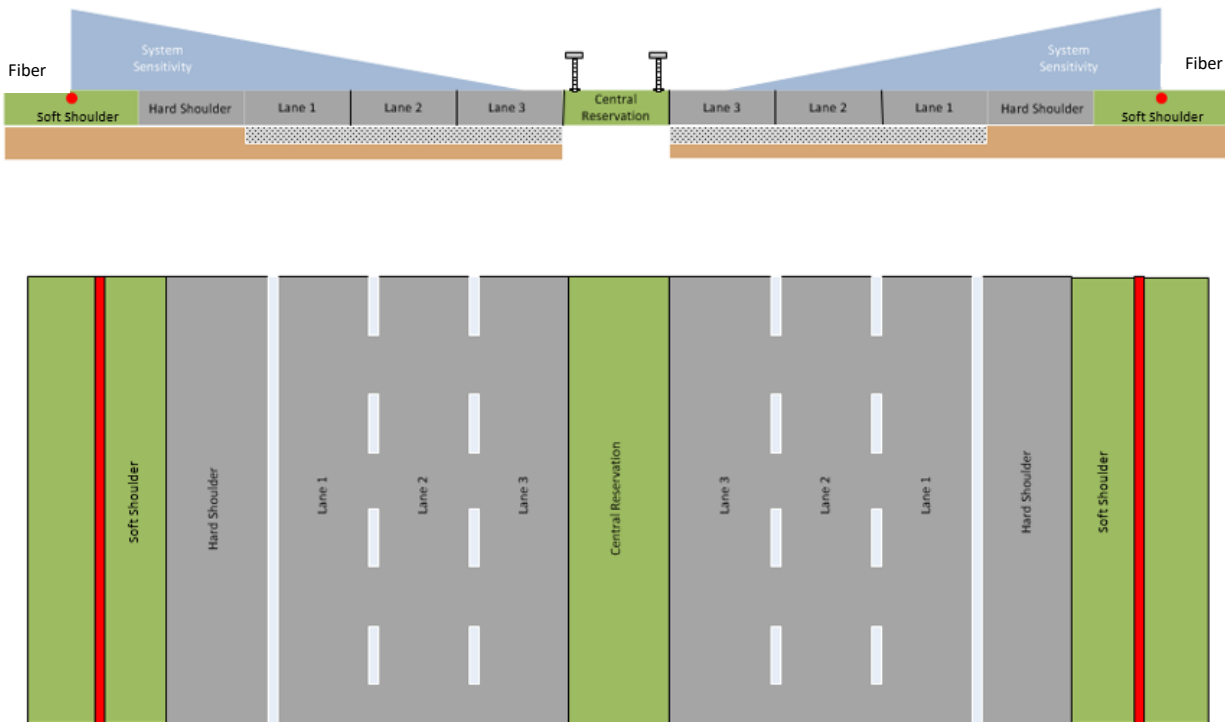 System
Sensitivity
System
Sensitivity
Fiber
Fiber
Soft Shoulder
Hard Shoulder
Lane 1
Lane 2
Lane 3
Central
Reservation
Lane 3
Lane 2
Lane 1
Hard Shoulder
Soft Shoulder
Soft Shoulder
Hard Shoulder
Lane 1
Lane 2
Lane 3
Central Reservation
Lane 3
Lane 2
Lane 1
Hard Shoulder
Soft Shoulder